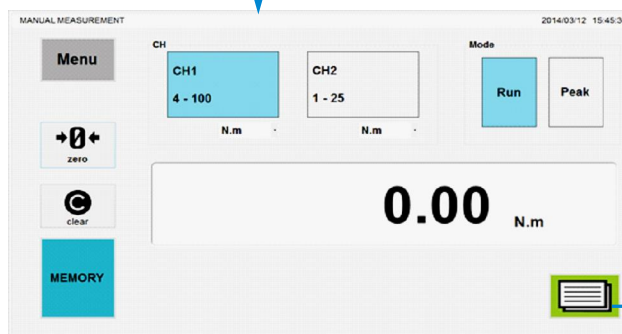 MANUAL MEASUREMENT
2014/03/12 15:45:3
Menu
CH
CH1
4 - 100
N.m
CH2
1 - 25
N.m
Mode
Run
Peak
→0←
zero
C
clear
0.00 N.m
MEMORY